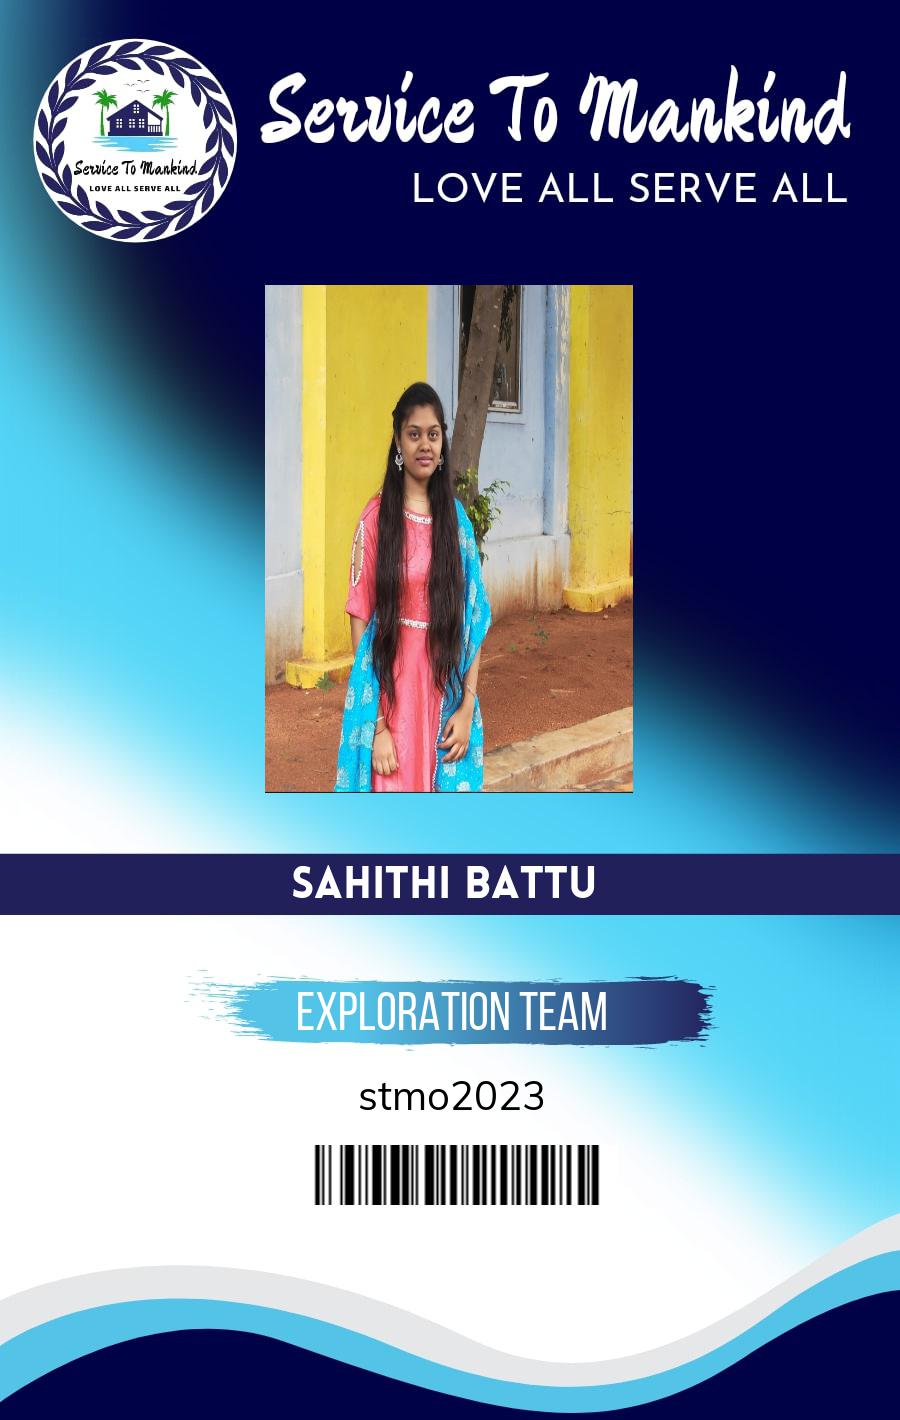 Service To Mankind
LOVE ALL SERVE ALL
Service To Mankind
LOVE ALL SERVE ALL
SAHITHI BATTU
EXPLORATION TEAM
stmo2023